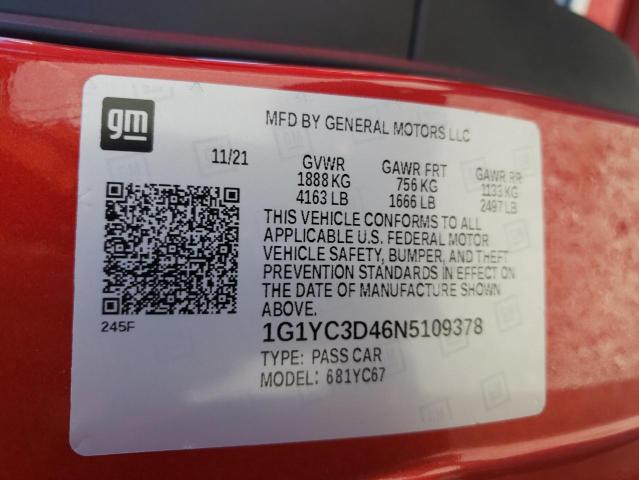 gm
MFD BY GENERAL MOTORS LLC
11/21 GVWR GAWR FRT GAWR RR
1888 KG 756 KG 1133 KG
4163 LB 1666 LB 2497 LB
THIS VEHICLE CONFORMS TO ALL
APPLICABLE U.S. FEDERAL MOTOR
VEHICLE SAFETY, BUMPER, AND THEFT
PREVENTION STANDARDS IN EFFECT ON
THE DATE OF MANUFACTURE SHOWN
ABOVE.
245F
1G1YC3D46N5109378
TYPE: PASS CAR
MODEL: 681YC67